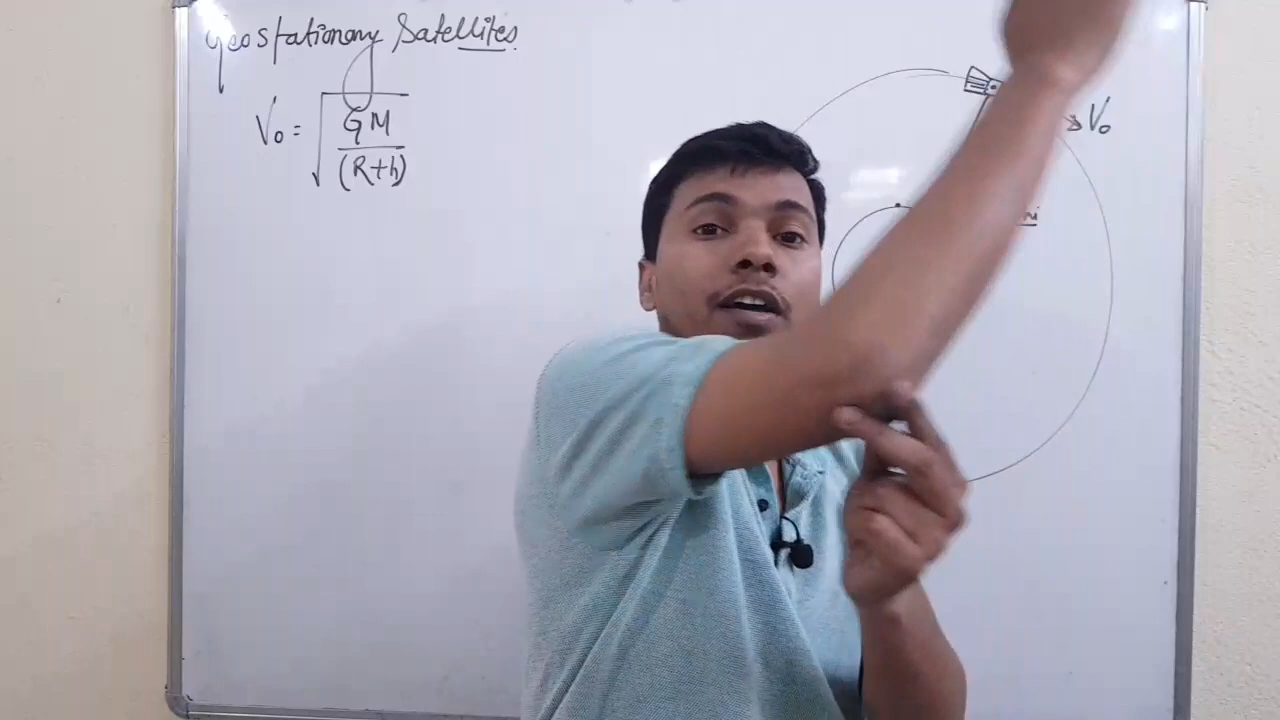 Geostationary Satellites
V₀ = √(GM/(R+h))
V₀